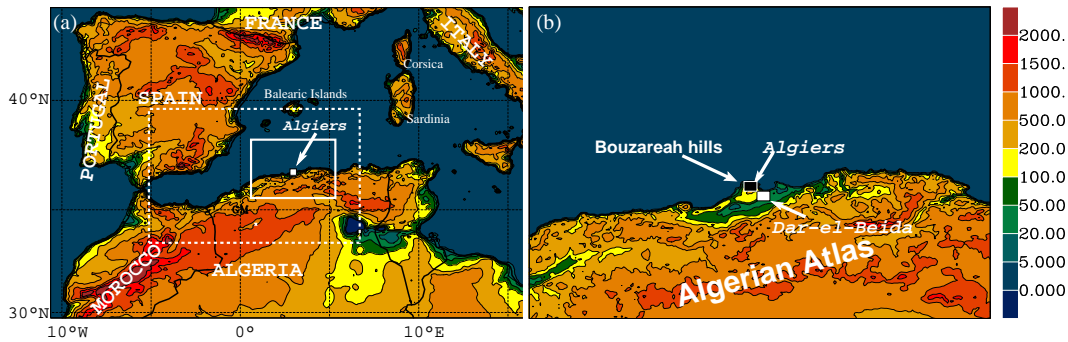 (a)
FRANCE
ITALY
Corsica
40°N
SPAIN
Balearic Islands
PORTUGAL
Algiers
Sardinia
GM
MOROCCO
ALGERIA
30°N
10°W
0°
10°E
(b)
Bouzareah hills
Algiers
Dar-el-Beida
Algerian Atlas
2000.
1500.
1000.
500.0
200.0
100.0
50.00
20.00
5.000
0.000